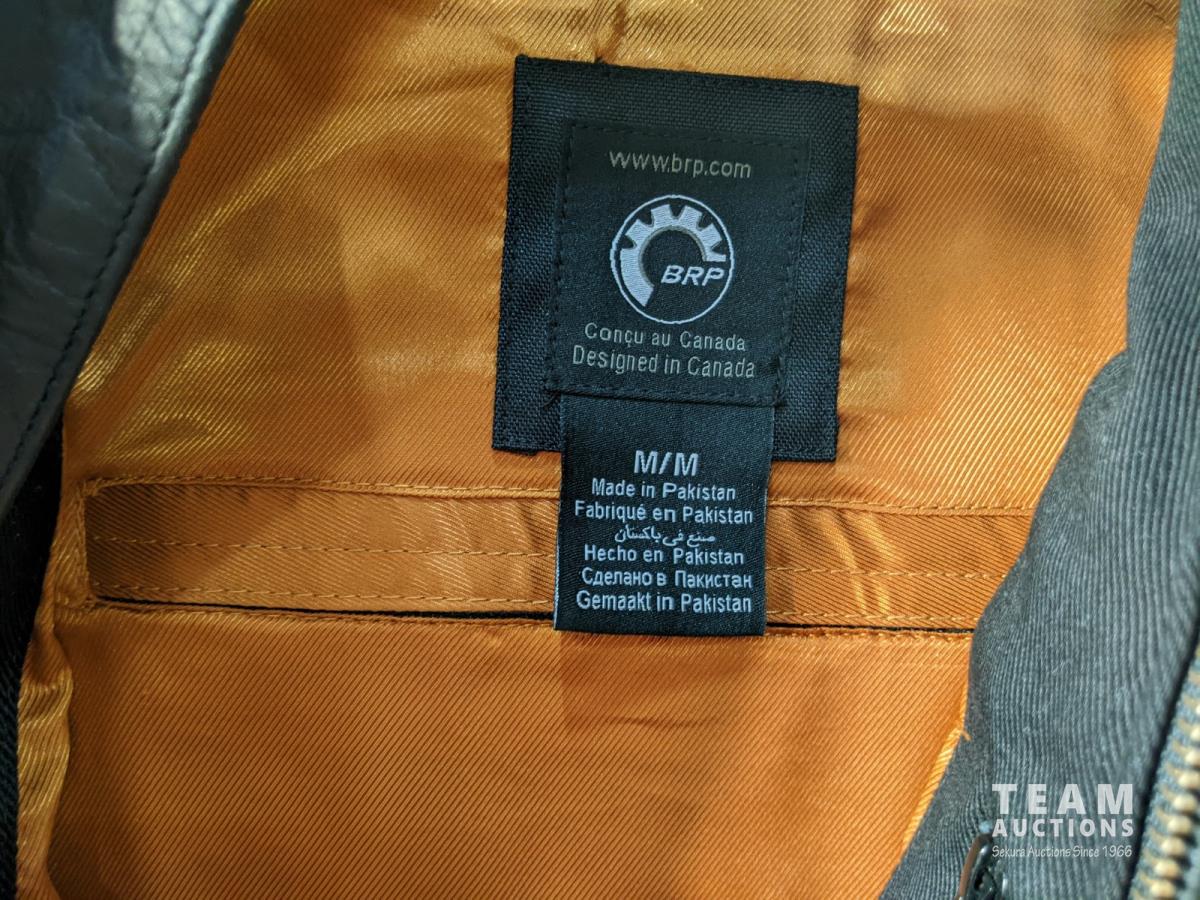 www.brp.com
BRP
Conçu au Canada
Designed in Canada
M/M
Made in Pakistan
Fabriqué en Pakistan
صنع في باكستان
Hecho en Pakistan
Сделано в Пакистан
Gemaakt in Pakistan
TEAM
AUCTIONS
Sekura Auctions Since 1966